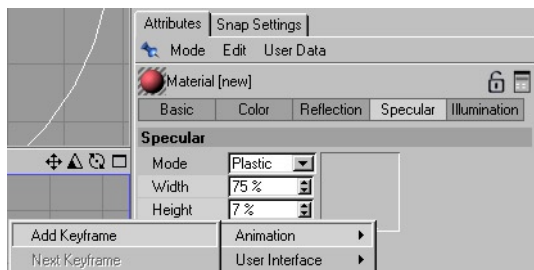 Attributes Snap Settings
Mode Edit User Data
Material [new]
Basic Color Reflection Specular Illumination
Specular
Mode Plastic
Width 75 %
Height 7 %
Add Keyframe Animation
Next Keyframe User Interface